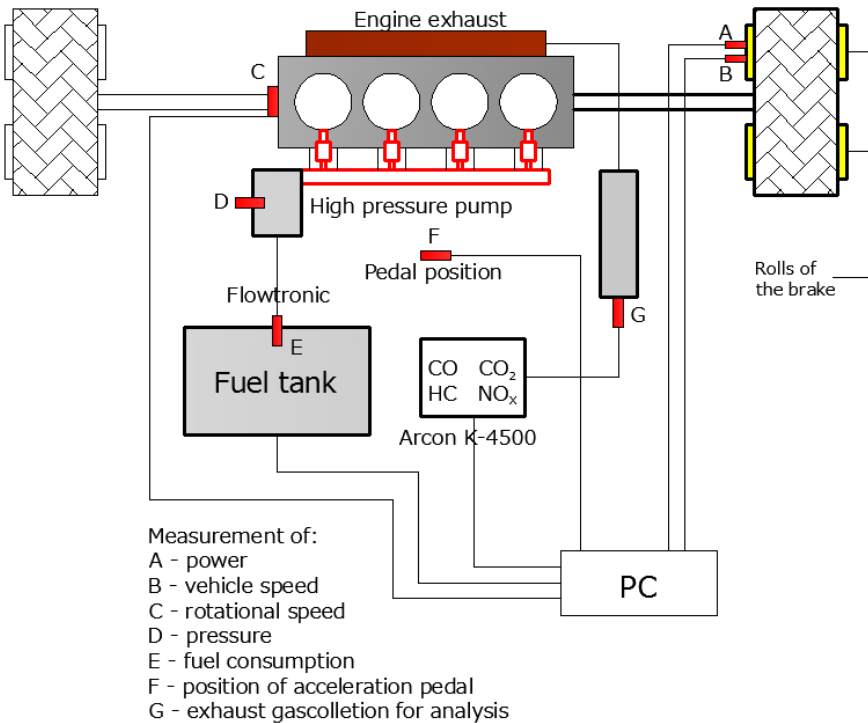 Engine exhaust
A
B
C
D
High pressure pump
F
Pedal position
Rolls of
the brake
Flowtronic
E
G
Fuel tank
CO CO₂
HC NOₓ
Arcon K-4500
PC
Measurement of:
A - power
B - vehicle speed
C - rotational speed
D - pressure
E - fuel consumption
F - position of acceleration pedal
G - exhaust gascolletion for analysis